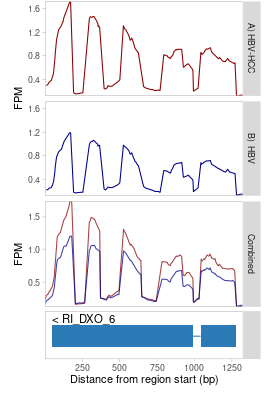 1.6
1.2
0.8
0.4
FPM
A) HBV-HCC
1.6
1.2
0.8
0.4
B) HBV
1.5
1.0
0.5
FPM
Combined
< RI_DXO_6
250 500 750 1000 1250
Distance from region start (bp)